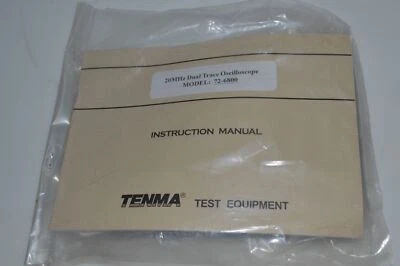 20MHz Dual Trace Oscilloscope
MODEL: 72-6800
INSTRUCTION MANUAL
TENMA® TEST EQUIPMENT